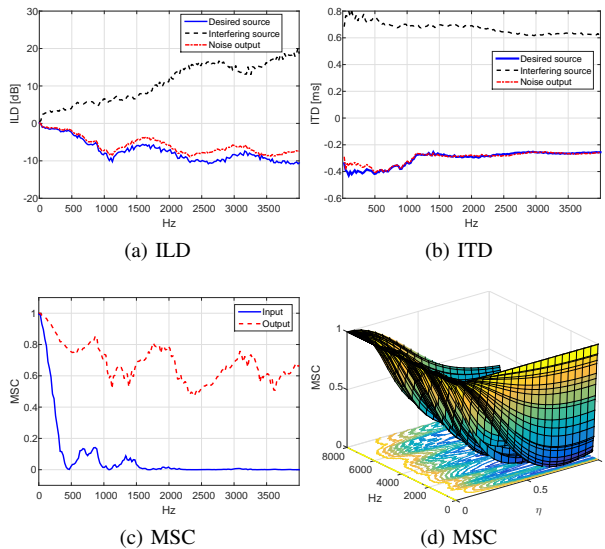 30
20
10
0
-10
-20
ILD [dB]
Desired source
Interfering source
Noise output
0 500 1000 1500 2000 2500 3000 3500
Hz
(a) ILD
0.8
0.6
0.4
0.2
0
-0.2
-0.4
-0.6
ITD [ms]
Desired source
Interfering source
Noise output
500 1000 1500 2000 2500 3000 3500
Hz
(b) ITD
1
0.8
0.6
0.4
0.2
0
MSC
Input
Output
0 500 1000 1500 2000 2500 3000 3500
Hz
(c) MSC
1
0.5
0
MSC
8000
6000
4000
2000
0
Hz
0
0.5
η
(d) MSC